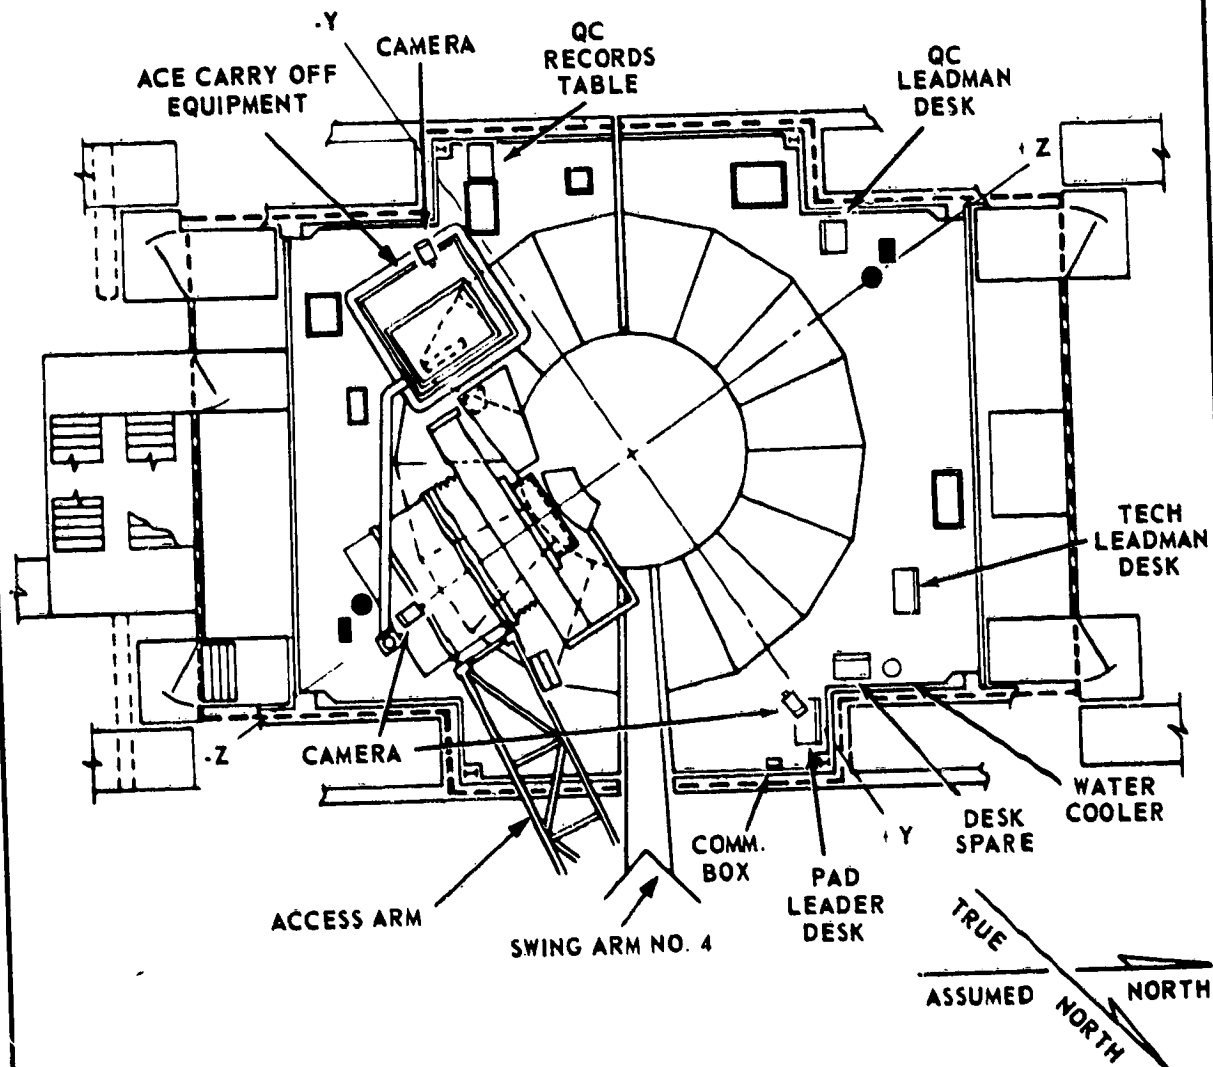 -Y
CAMERA
QC
RECORDS
TABLE
QC
LEADMAN
DESK
ACE CARRY OFF
EQUIPMENT
+Z
TECH
LEADMAN
DESK
-Z
CAMERA
WATER
COOLER
DESK
SPARE
+Y
COMM.
BOX
PAD
LEADER
DESK
ACCESS ARM
SWING ARM NO. 4
TRUE
NORTH
ASSUMED
NORTH